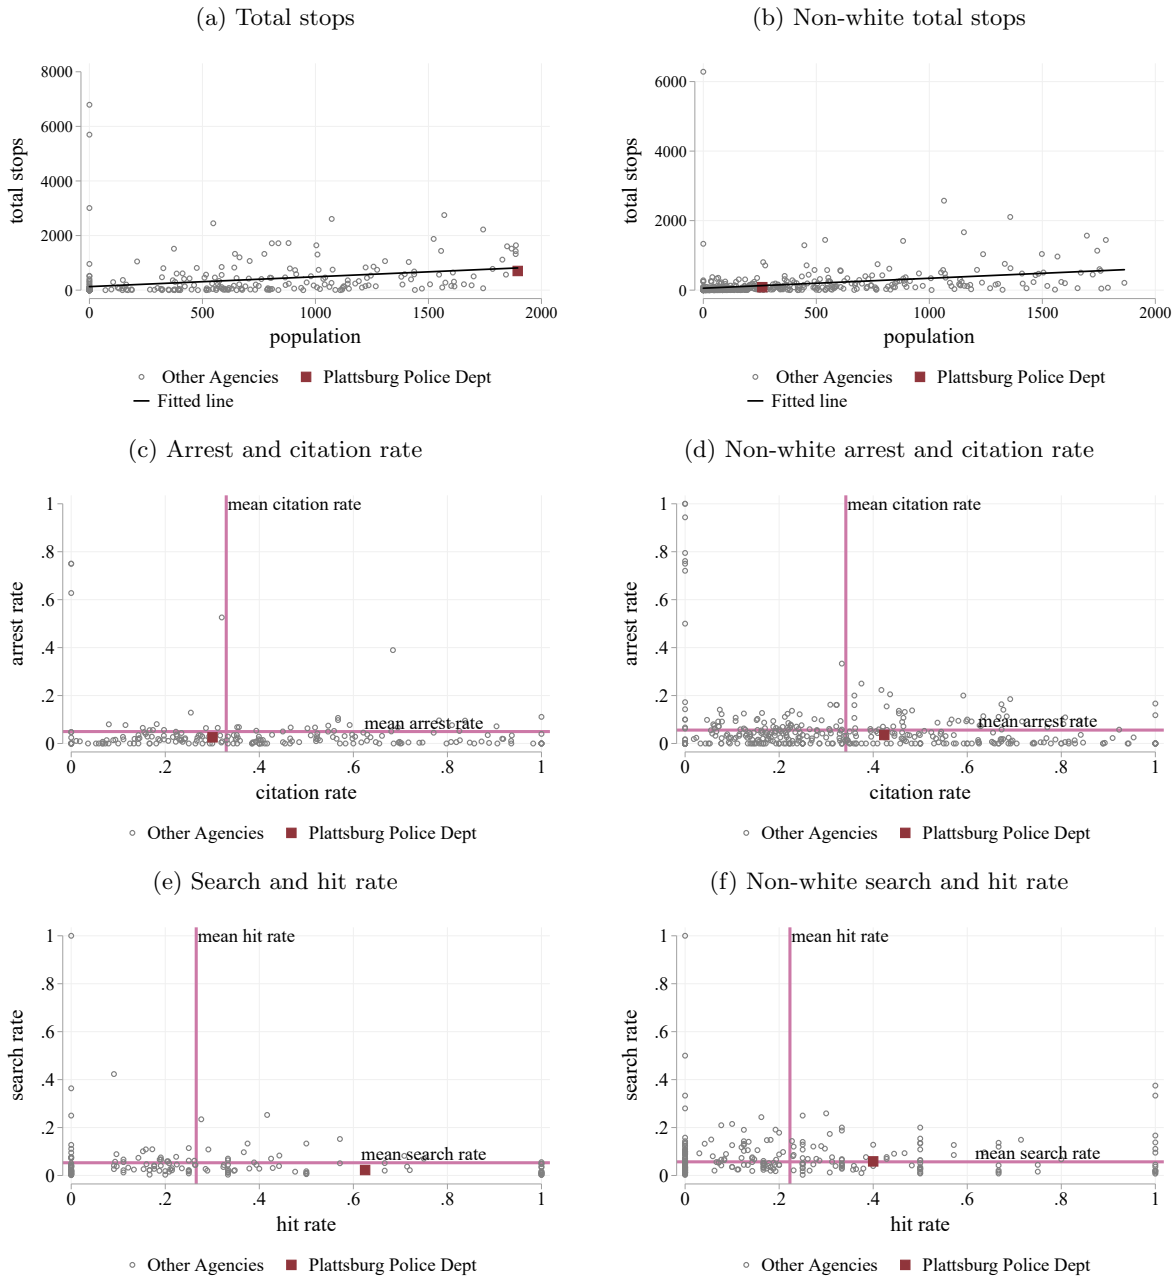 (a) Total stops
(b) Non-white total stops
8000
6000
4000
2000
0
total stops
0 500 1000 1500 2000
population
Other Agencies Plattsburg Police Dept
Fitted line
6000
4000
2000
0
total stops
0 500 1000 1500 2000
population
Other Agencies Plattsburg Police Dept
Fitted line
(c) Arrest and citation rate
(d) Non-white arrest and citation rate
1
.8
.6
.4
.2
0
arrest rate
mean citation rate
mean arrest rate
0 .2 .4 .6 .8 1
citation rate
Other Agencies Plattsburg Police Dept
1
.8
.6
.4
.2
0
arrest rate
mean citation rate
mean arrest rate
0 .2 .4 .6 .8 1
citation rate
Other Agencies Plattsburg Police Dept
(e) Search and hit rate
(f) Non-white search and hit rate
1
.8
.6
.4
.2
0
search rate
mean hit rate
mean search rate
0 .2 .4 .6 .8 1
hit rate
Other Agencies Plattsburg Police Dept
1
.8
.6
.4
.2
0
search rate
mean hit rate
mean search rate
0 .2 .4 .6 .8 1
hit rate
Other Agencies Plattsburg Police Dept